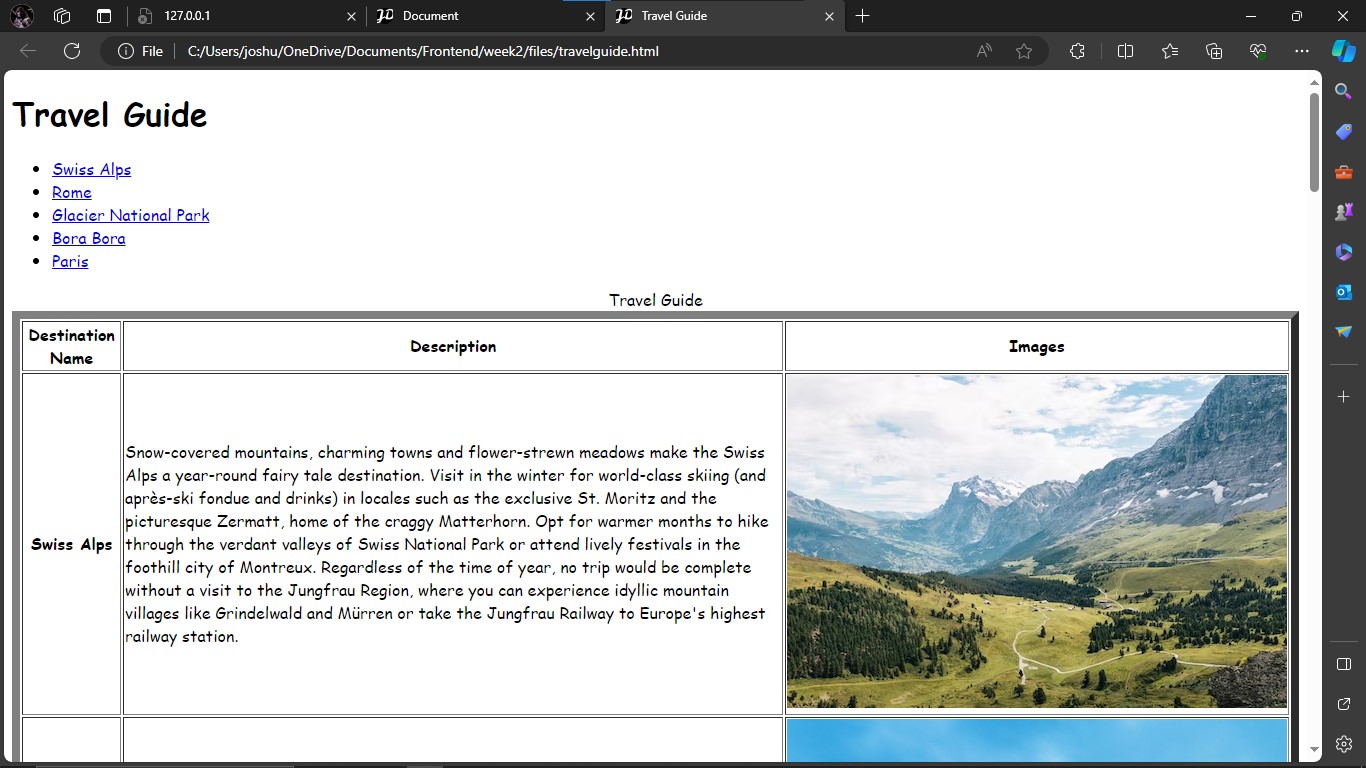 127.0.0.1
Document
Travel Guide
File
C:/Users/joshu/OneDrive/Documents/Frontend/week2/files/travelguide.html
Travel Guide
Swiss Alps
Rome
Glacier National Park
Bora Bora
Paris
Travel Guide
Destination
Name
Description
Images
Swiss Alps
Snow-covered mountains, charming towns and flower-strewn meadows make the Swiss
Alps a year-round fairy tale destination. Visit in the winter for world-class skiing (and
après-ski fondue and drinks) in locales such as the exclusive St. Moritz and the
picturesque Zermatt, home of the craggy Matterhorn. Opt for warmer months to hike
through the verdant valleys of Swiss National Park or attend lively festivals in the
foothill city of Montreux. Regardless of the time of year, no trip would be complete
without a visit to the Jungfrau Region, where you can experience idyllic mountain
villages like Grindelwald and Mürren or take the Jungfrau Railway to Europe's highest
railway station.